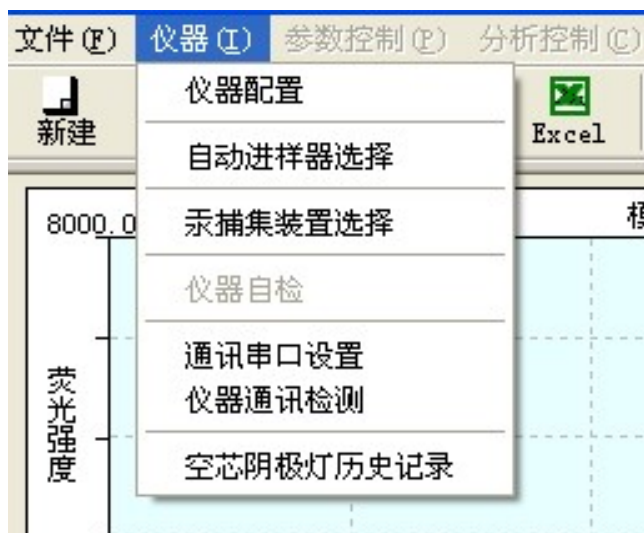 文件(F) 仪器(I) 参数控制(P) 分析控制(C)
新建
Excel
仪器配置
自动进样器选择
汞捕集装置选择
仪器自检
通讯串口设置
仪器通讯检测
空芯阴极灯历史记录
8000.0
荧光强度